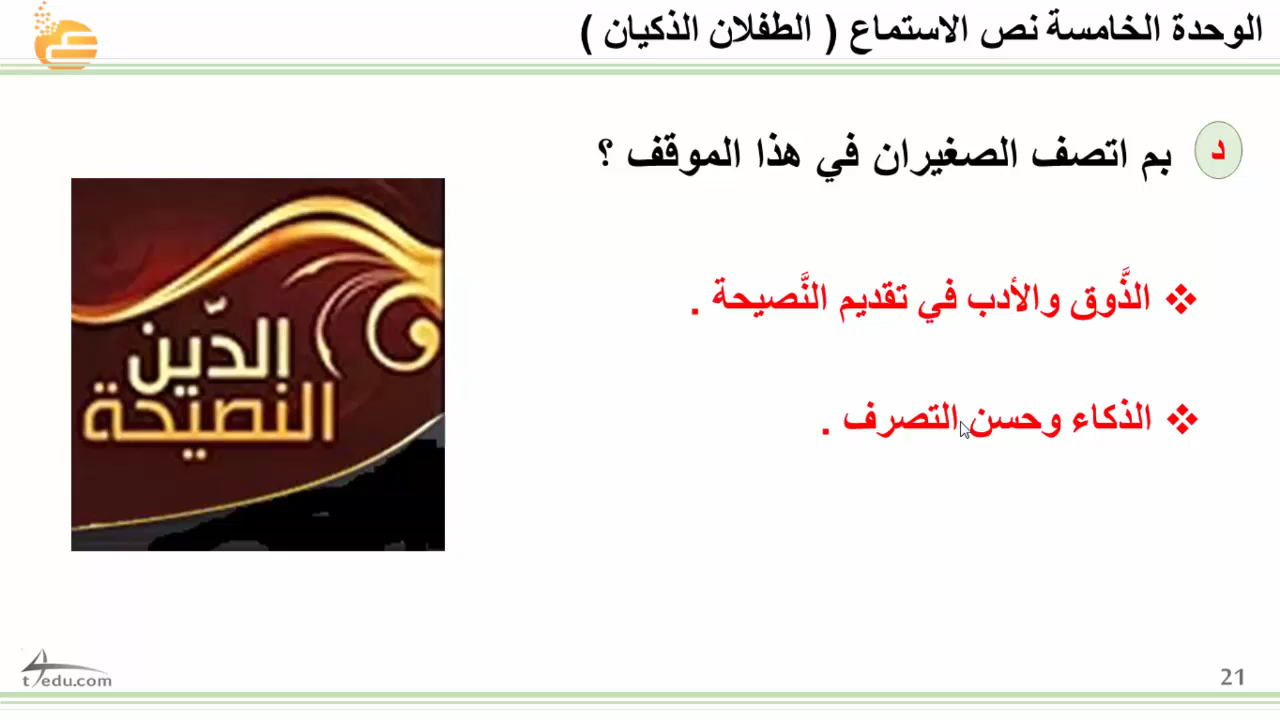 الوحدة الخامسة نص الاستماع ( الطفلان الذكيان )
د
بم اتصف الصغيران في هذا الموقف ؟
❖ الذَّوق والأدب في تقديم النَّصيحة .
❖ الذكاء وحسن التصرف .
الدّين
النصيحة
t4edu.com
21